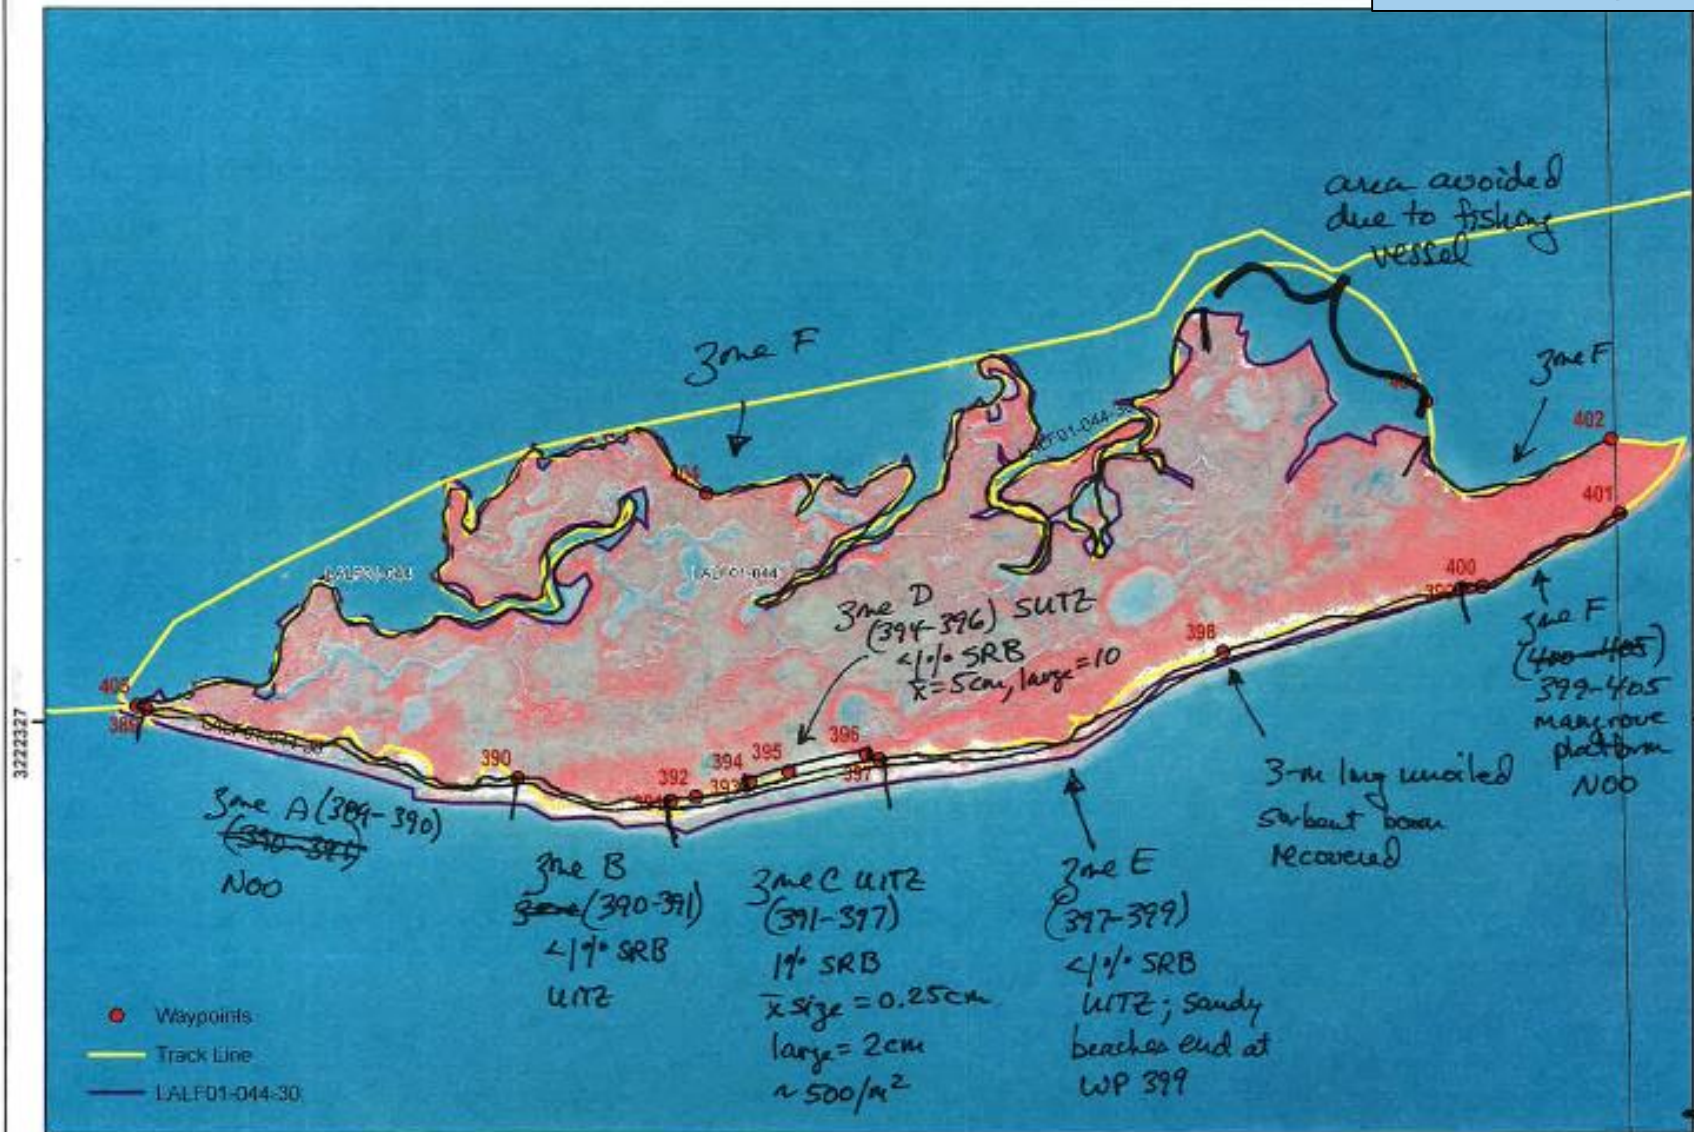 area avoided
due to fishing
vessel
zone F
zone F
402
401
400
398
zone D
(394-396) SUTZ
<1% SRB
x̄=5cm, large=10
405
389
3222327
390
392
394
395
396
393
397
zone A (389-390)
(390-391)
NOO
zone B
zone (390-391)
<1% SRB
UITZ
zone C UITZ
(391-397)
1% SRB
x̄ size = 0.25cm
large = 2cm
~ 500/m²
zone E
(397-399)
<1% SRB
UITZ; sandy
beaches end at
WP 399
3-m long unoiled
sorbent boom
recovered
zone F
(400-405)
399-405
mangrove
platform
NOO
Waypoints
Track Line
LALF01-044-30